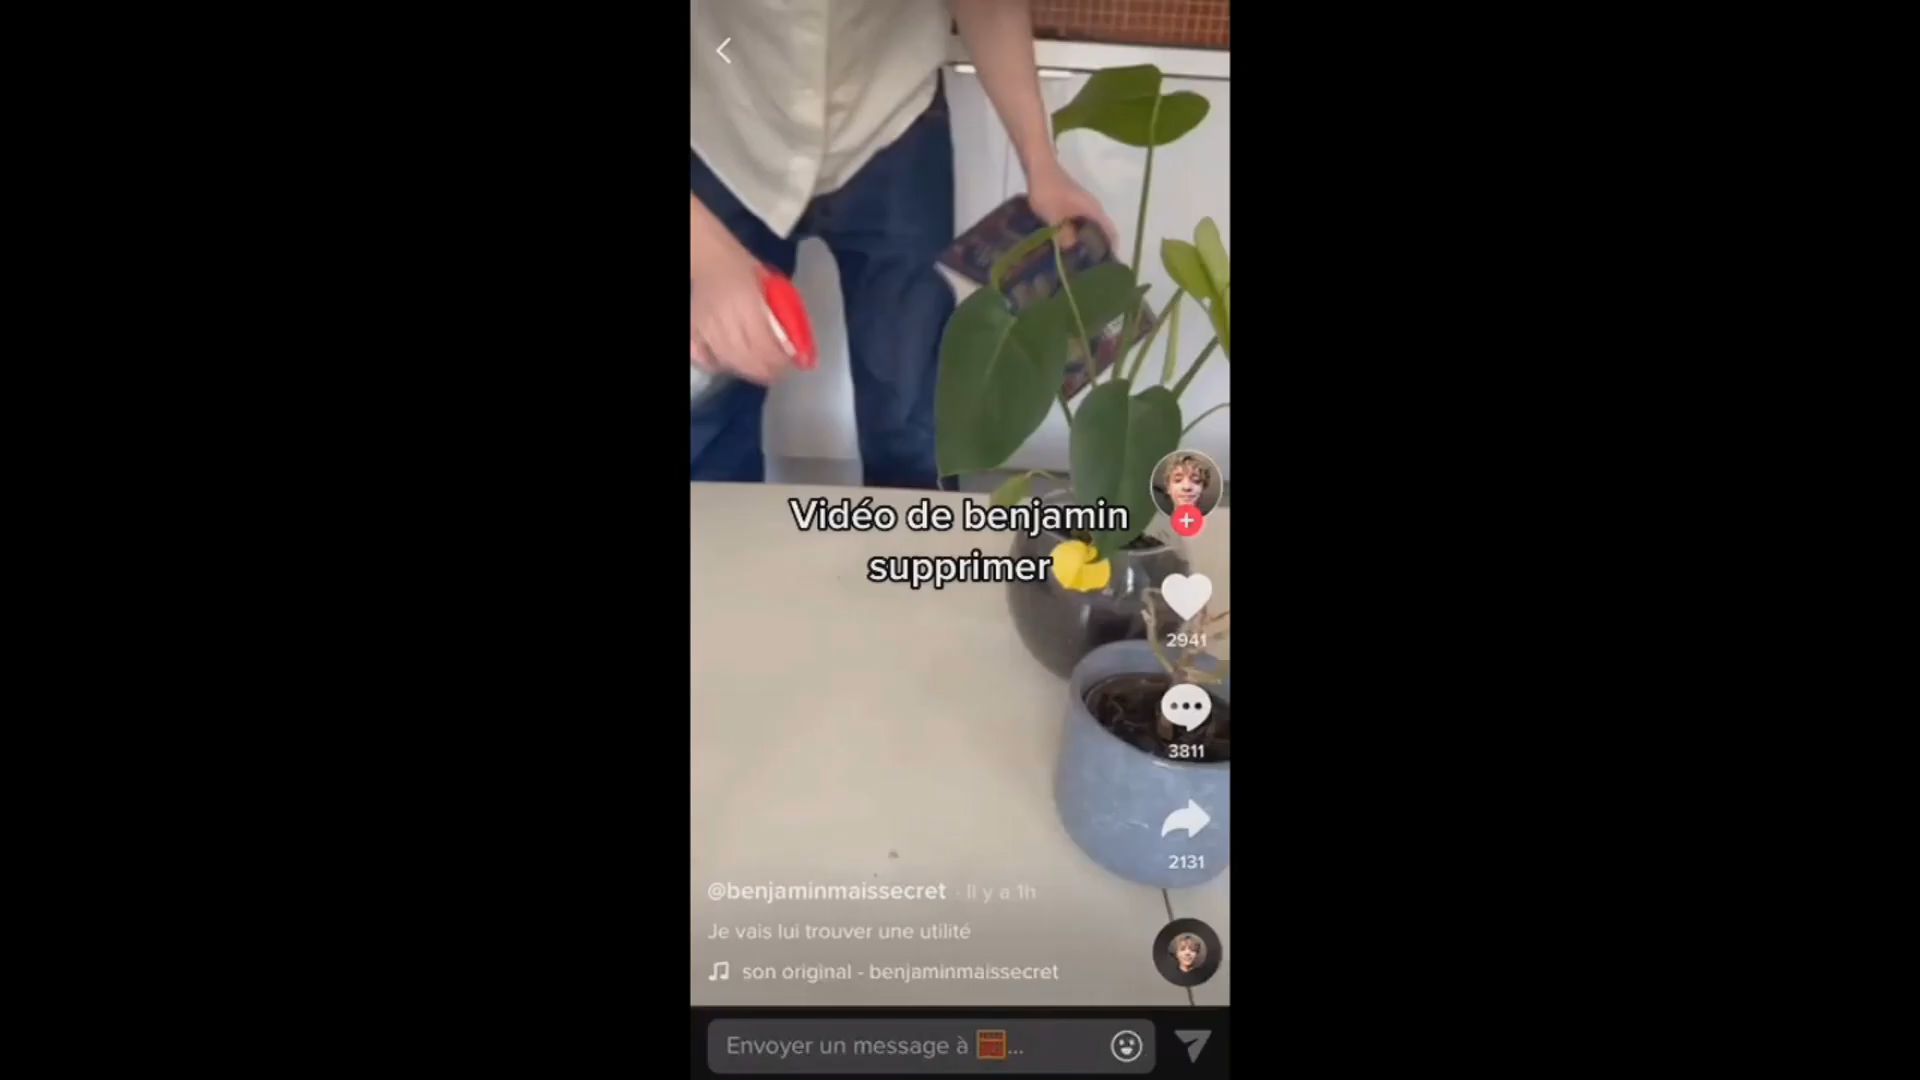 Vidéo de benjamin
supprimer
2941
3811
2131
@benjaminmaissecret · Il y a 1h
Je vais lui trouver une utilité
son original - benjaminmaissecret
Envoyer un message à ...